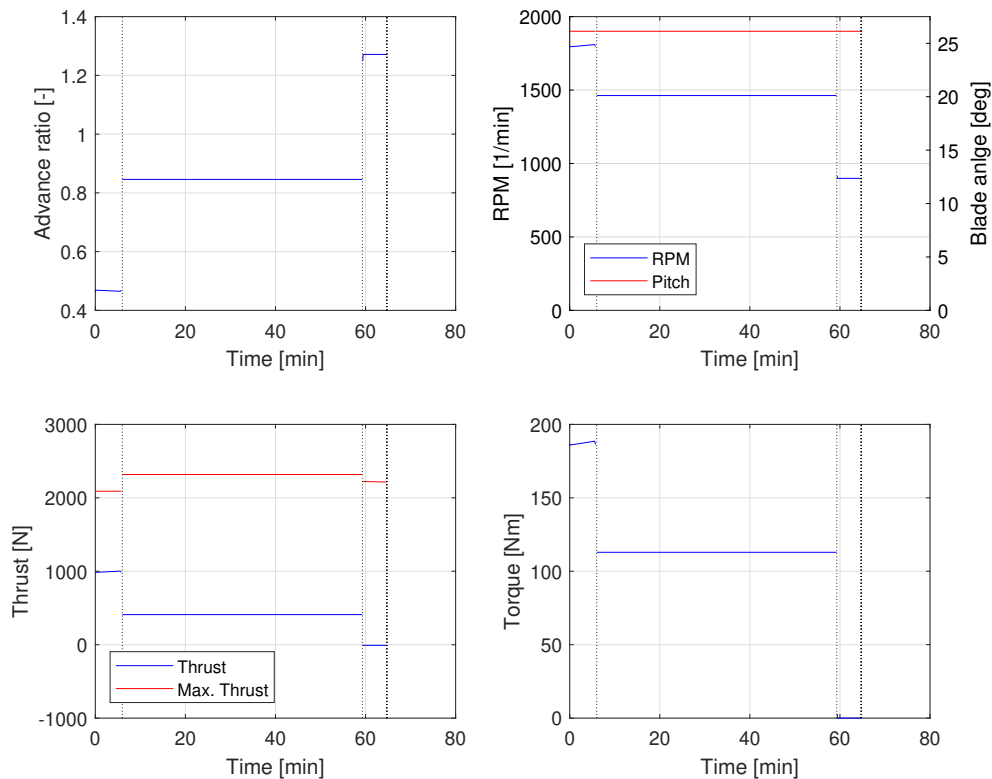 1.4
1.2
1
0.8
0.6
0.4
Advance ratio [-]
0 20 40 60 80
Time [min]
2000
1500
1000
500
0
RPM [1/min]
25
20
15
10
5
0
Blade anlge [deg]
RPM
Pitch
0 20 40 60 80
Time [min]
3000
2000
1000
0
-1000
Thrust [N]
Thrust
Max. Thrust
0 20 40 60 80
Time [min]
200
150
100
50
0
Torque [Nm]
0 20 40 60 80
Time [min]